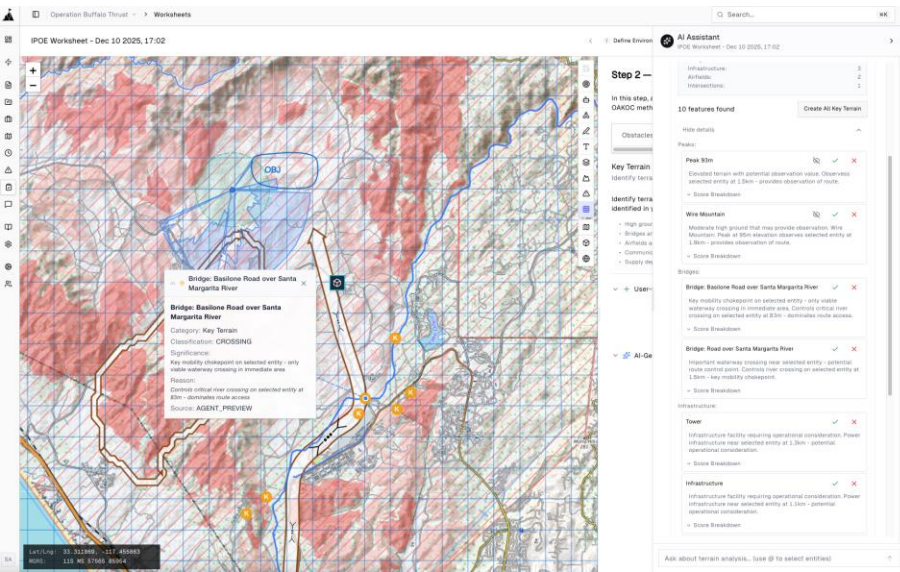 Operation Buffalo Thrust
Worksheets
Search...
⌘K
IPOE Worksheet - Dec 10 2025, 17:02
Define Environ
Step 2 —
In this step, 
OAKOC meth
Obstacles
Key Terrain
Identify terra
Identify terra
identified in y
High grou
Bridges a
Airfields a
Communi
Supply de
User-
AI-Ge
OBJ
Bridge: Basilone Road over Santa
Margarita River
Bridge: Basilone Road over Santa
Margarita River
Category: Key Terrain
Classification: CROSSING
Significance:
Key mobility chokepoint on selected entity - only
viable waterway crossing in immediate area
Reason:
Controls critical river crossing on selected entity at
83m - dominates route access
Source: AGENT_PREVIEW
K
K
K
K
K
K
AI Assistant
IPOE Worksheet - Dec 10 2025, 17:02
Infrastructure: 3
Airfields: 2
Intersections: 1
10 features found
Create All Key Terrain
Hide details
Peaks:
Peak 93m
Elevated terrain with potential observation value. Observes
selected entity at 1.5km - provides observation of route.
Score Breakdown
Wire Mountain
Moderate high ground that may provide observation. Wire
Mountain: Peak at 95m elevation observes selected entity at
1.8km - provides observation of route.
Score Breakdown
Bridges:
Bridge: Basilone Road over Santa Margarita River
Key mobility chokepoint on selected entity - only viable
waterway crossing in immediate area. Controls critical river
crossing on selected entity at 83m - dominates route access.
Score Breakdown
Bridge: Road over Santa Margarita River
Important waterway crossing near selected entity - potential
route control point. Controls river crossing on selected entity at
1.5km - key mobility chokepoint.
Score Breakdown
Infrastructure:
Tower
Infrastructure facility requiring operational consideration. Power
infrastructure near selected entity at 1.3km - potential
operational consideration.
Score Breakdown
Infrastructure
Infrastructure facility requiring operational consideration. Power
infrastructure near selected entity at 1.1km - potential
operational consideration.
Score Breakdown
Ask about terrain analysis... (use @ to select entities)
Lat/Lng: 33.311869, -117.455863
MGRS: 11S MS 57566 85964